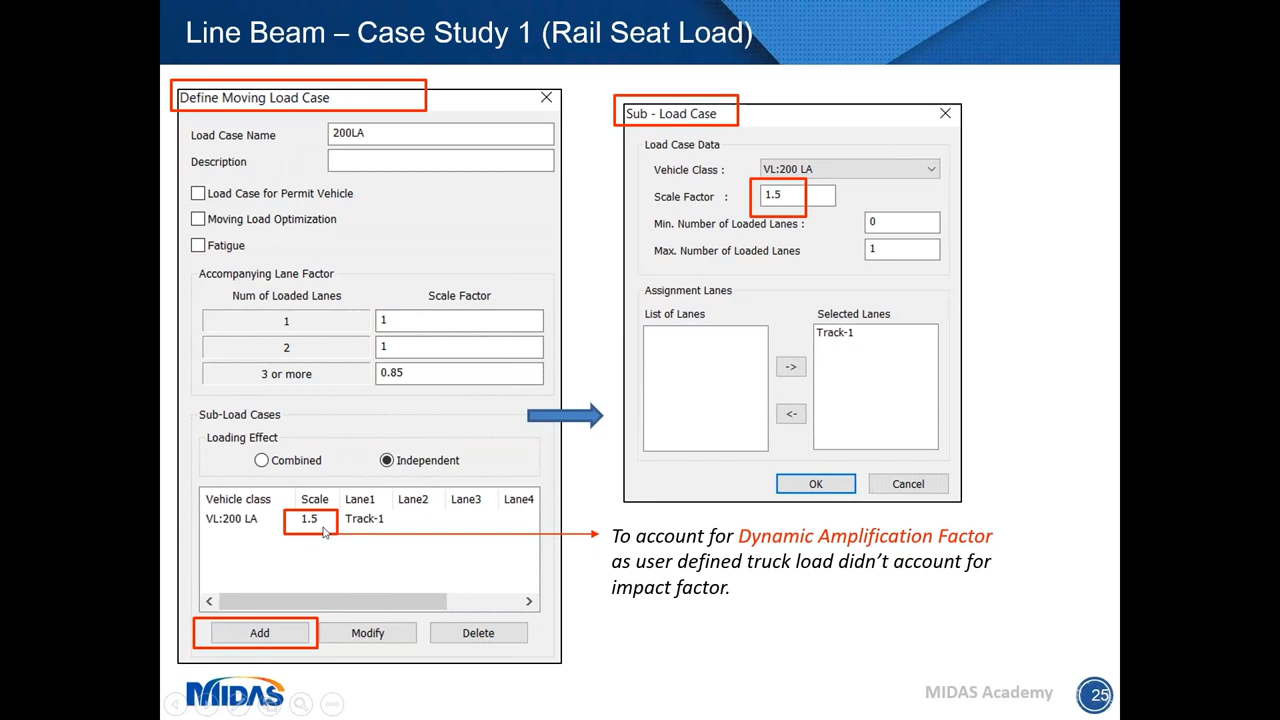 Line Beam – Case Study 1 (Rail Seat Load)
Define Moving Load Case
Load Case Name 200LA
Description
Load Case for Permit Vehicle
Moving Load Optimization
Fatigue
Accompanying Lane Factor
Num of Loaded Lanes Scale Factor
1 1
2 1
3 or more 0.85
Sub-Load Cases
Loading Effect
Combined Independent
Vehicle class Scale Lane1 Lane2 Lane3 Lane4
VL:200 LA 1.5 Track-1
Add Modify Delete
Sub - Load Case
Load Case Data
Vehicle Class : VL:200 LA
Scale Factor : 1.5
Min. Number of Loaded Lanes : 0
Max. Number of Loaded Lanes 1
Assignment Lanes
List of Lanes Selected Lanes
Track-1
->
<-
OK Cancel
To account for Dynamic Amplification Factor
as user defined truck load didn’t account for
impact factor.
MIDAS
MIDAS Academy
25